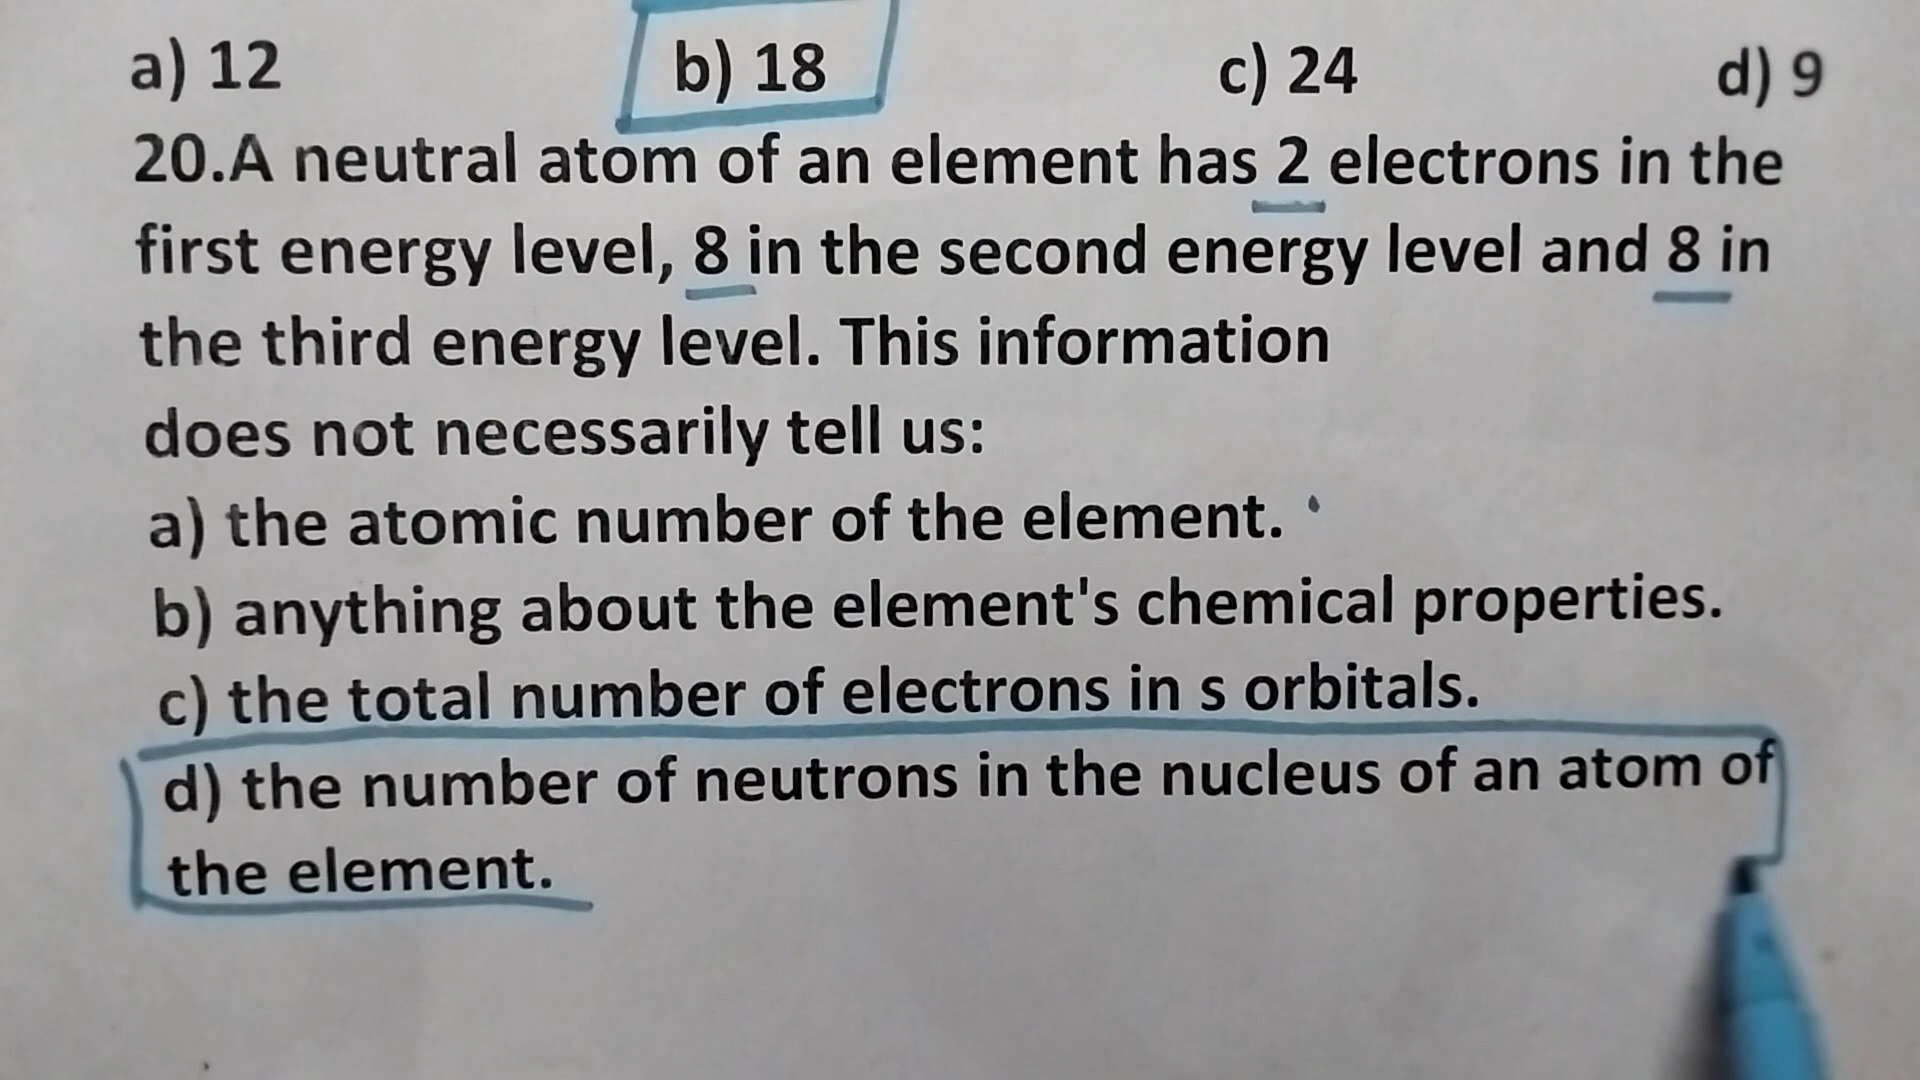 a) 12 b) 18 c) 24 d) 9
20.A neutral atom of an element has 2 electrons in the
first energy level, 8 in the second energy level and 8 in
the third energy level. This information
does not necessarily tell us:
a) the atomic number of the element.
b) anything about the element's chemical properties.
c) the total number of electrons in s orbitals.
d) the number of neutrons in the nucleus of an atom of
the element.